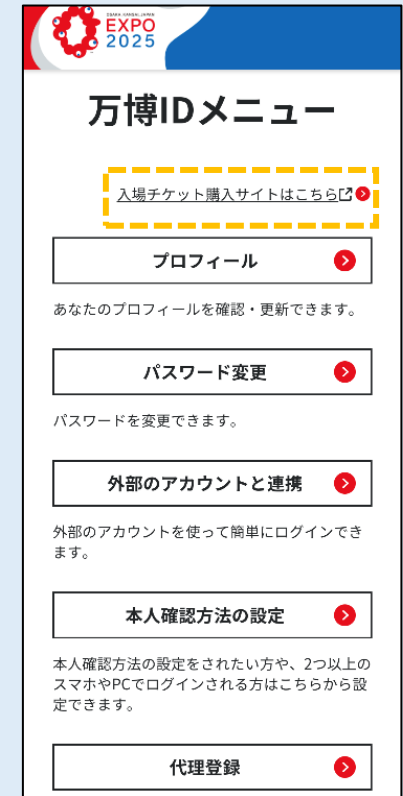 OSAKA, KANSAI, JAPAN
EXPO
2025
万博IDメニュー
入場チケット購入サイトはこちら
プロフィール
あなたのプロフィールを確認・更新できます。
パスワード変更
パスワードを変更できます。
外部のアカウントと連携
外部のアカウントを使って簡単にログインでき
ます。
本人確認方法の設定
本人確認方法の設定をされたい方や、2つ以上の
スマホやPCでログインされる方はこちらから設
定できます。
代理登録